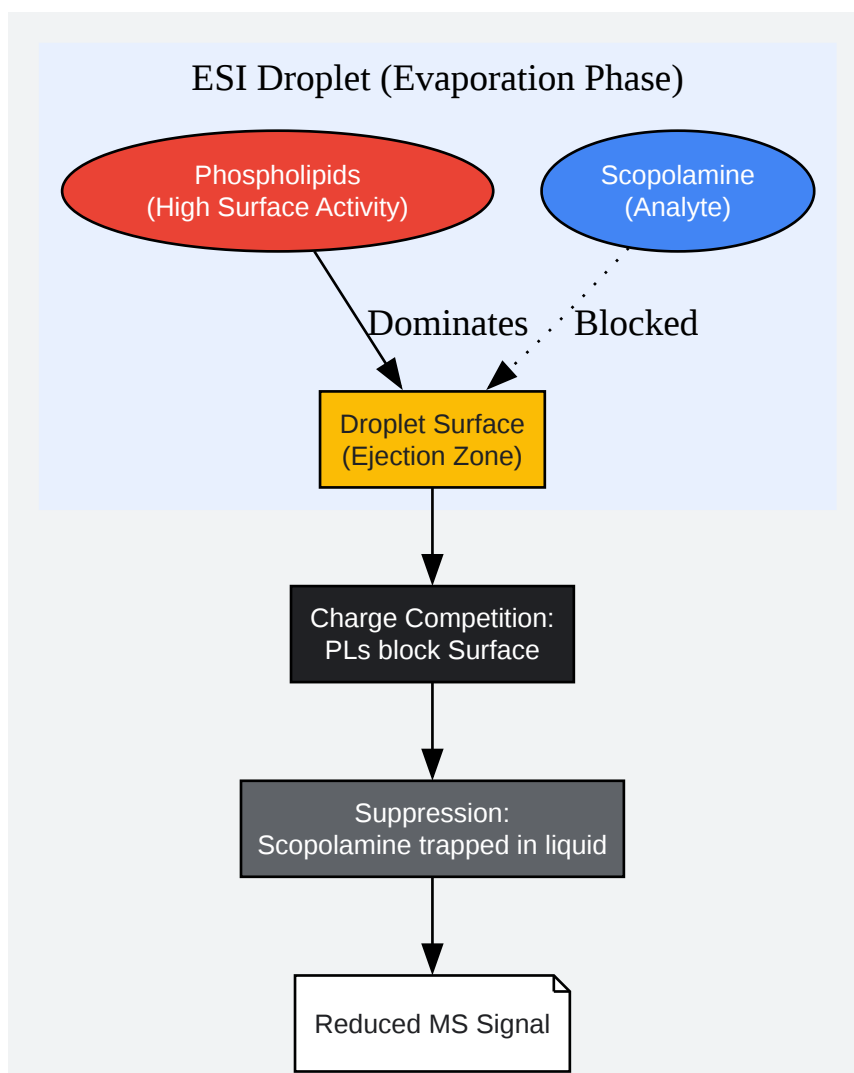 ESI Droplet (Evaporation Phase)
Phospholipids
(High Surface Activity)
Scopolamine
(Analyte)
Dominates
Blocked
Droplet Surface
(Ejection Zone)
Charge Competition:
PLs block Surface
Suppression:
Scopolamine trapped in liquid
Reduced MS Signal